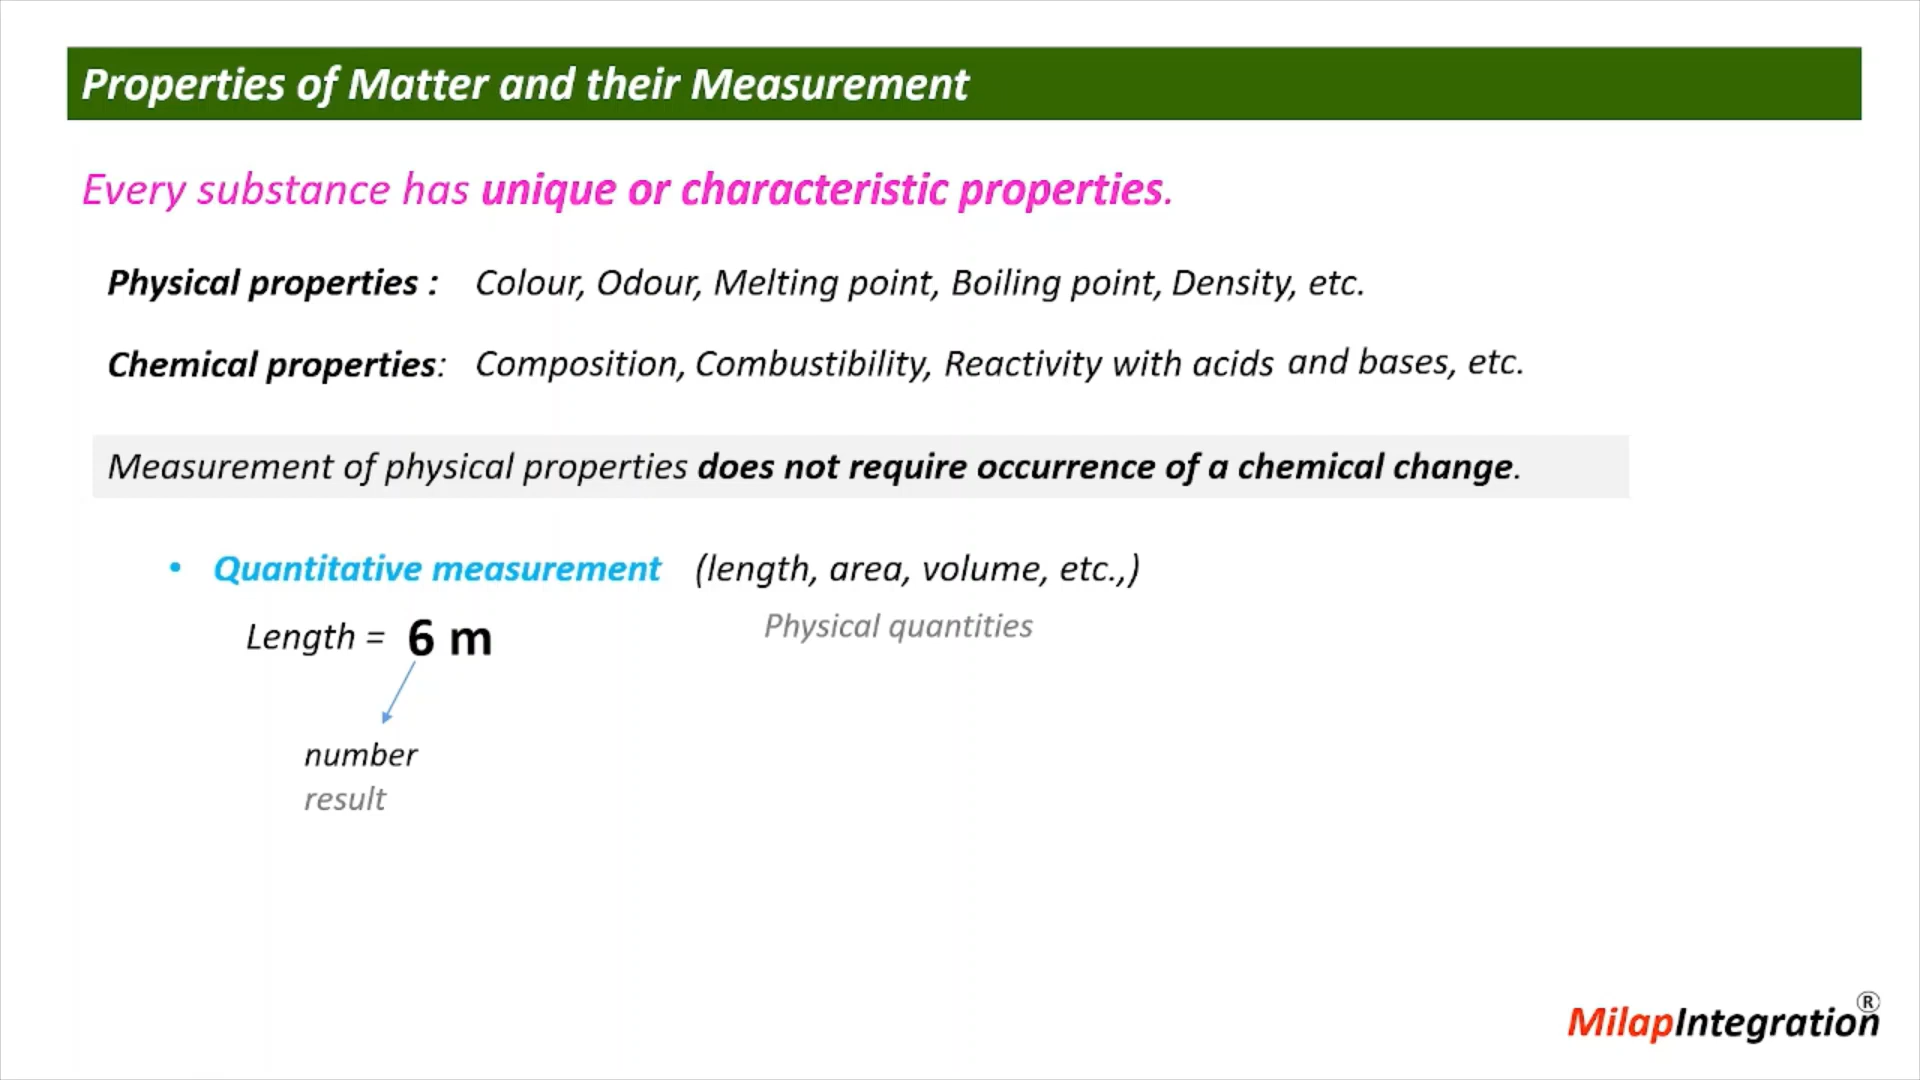 Properties of Matter and their Measurement
Every substance has unique or characteristic properties.
Physical properties : Colour, Odour, Melting point, Boiling point, Density, etc.
Chemical properties: Composition, Combustibility, Reactivity with acids and bases, etc.
Measurement of physical properties does not require occurrence of a chemical change.
• Quantitative measurement (length, area, volume, etc.,)
Physical quantities
Length = 6 m
number
result
MilapIntegration®